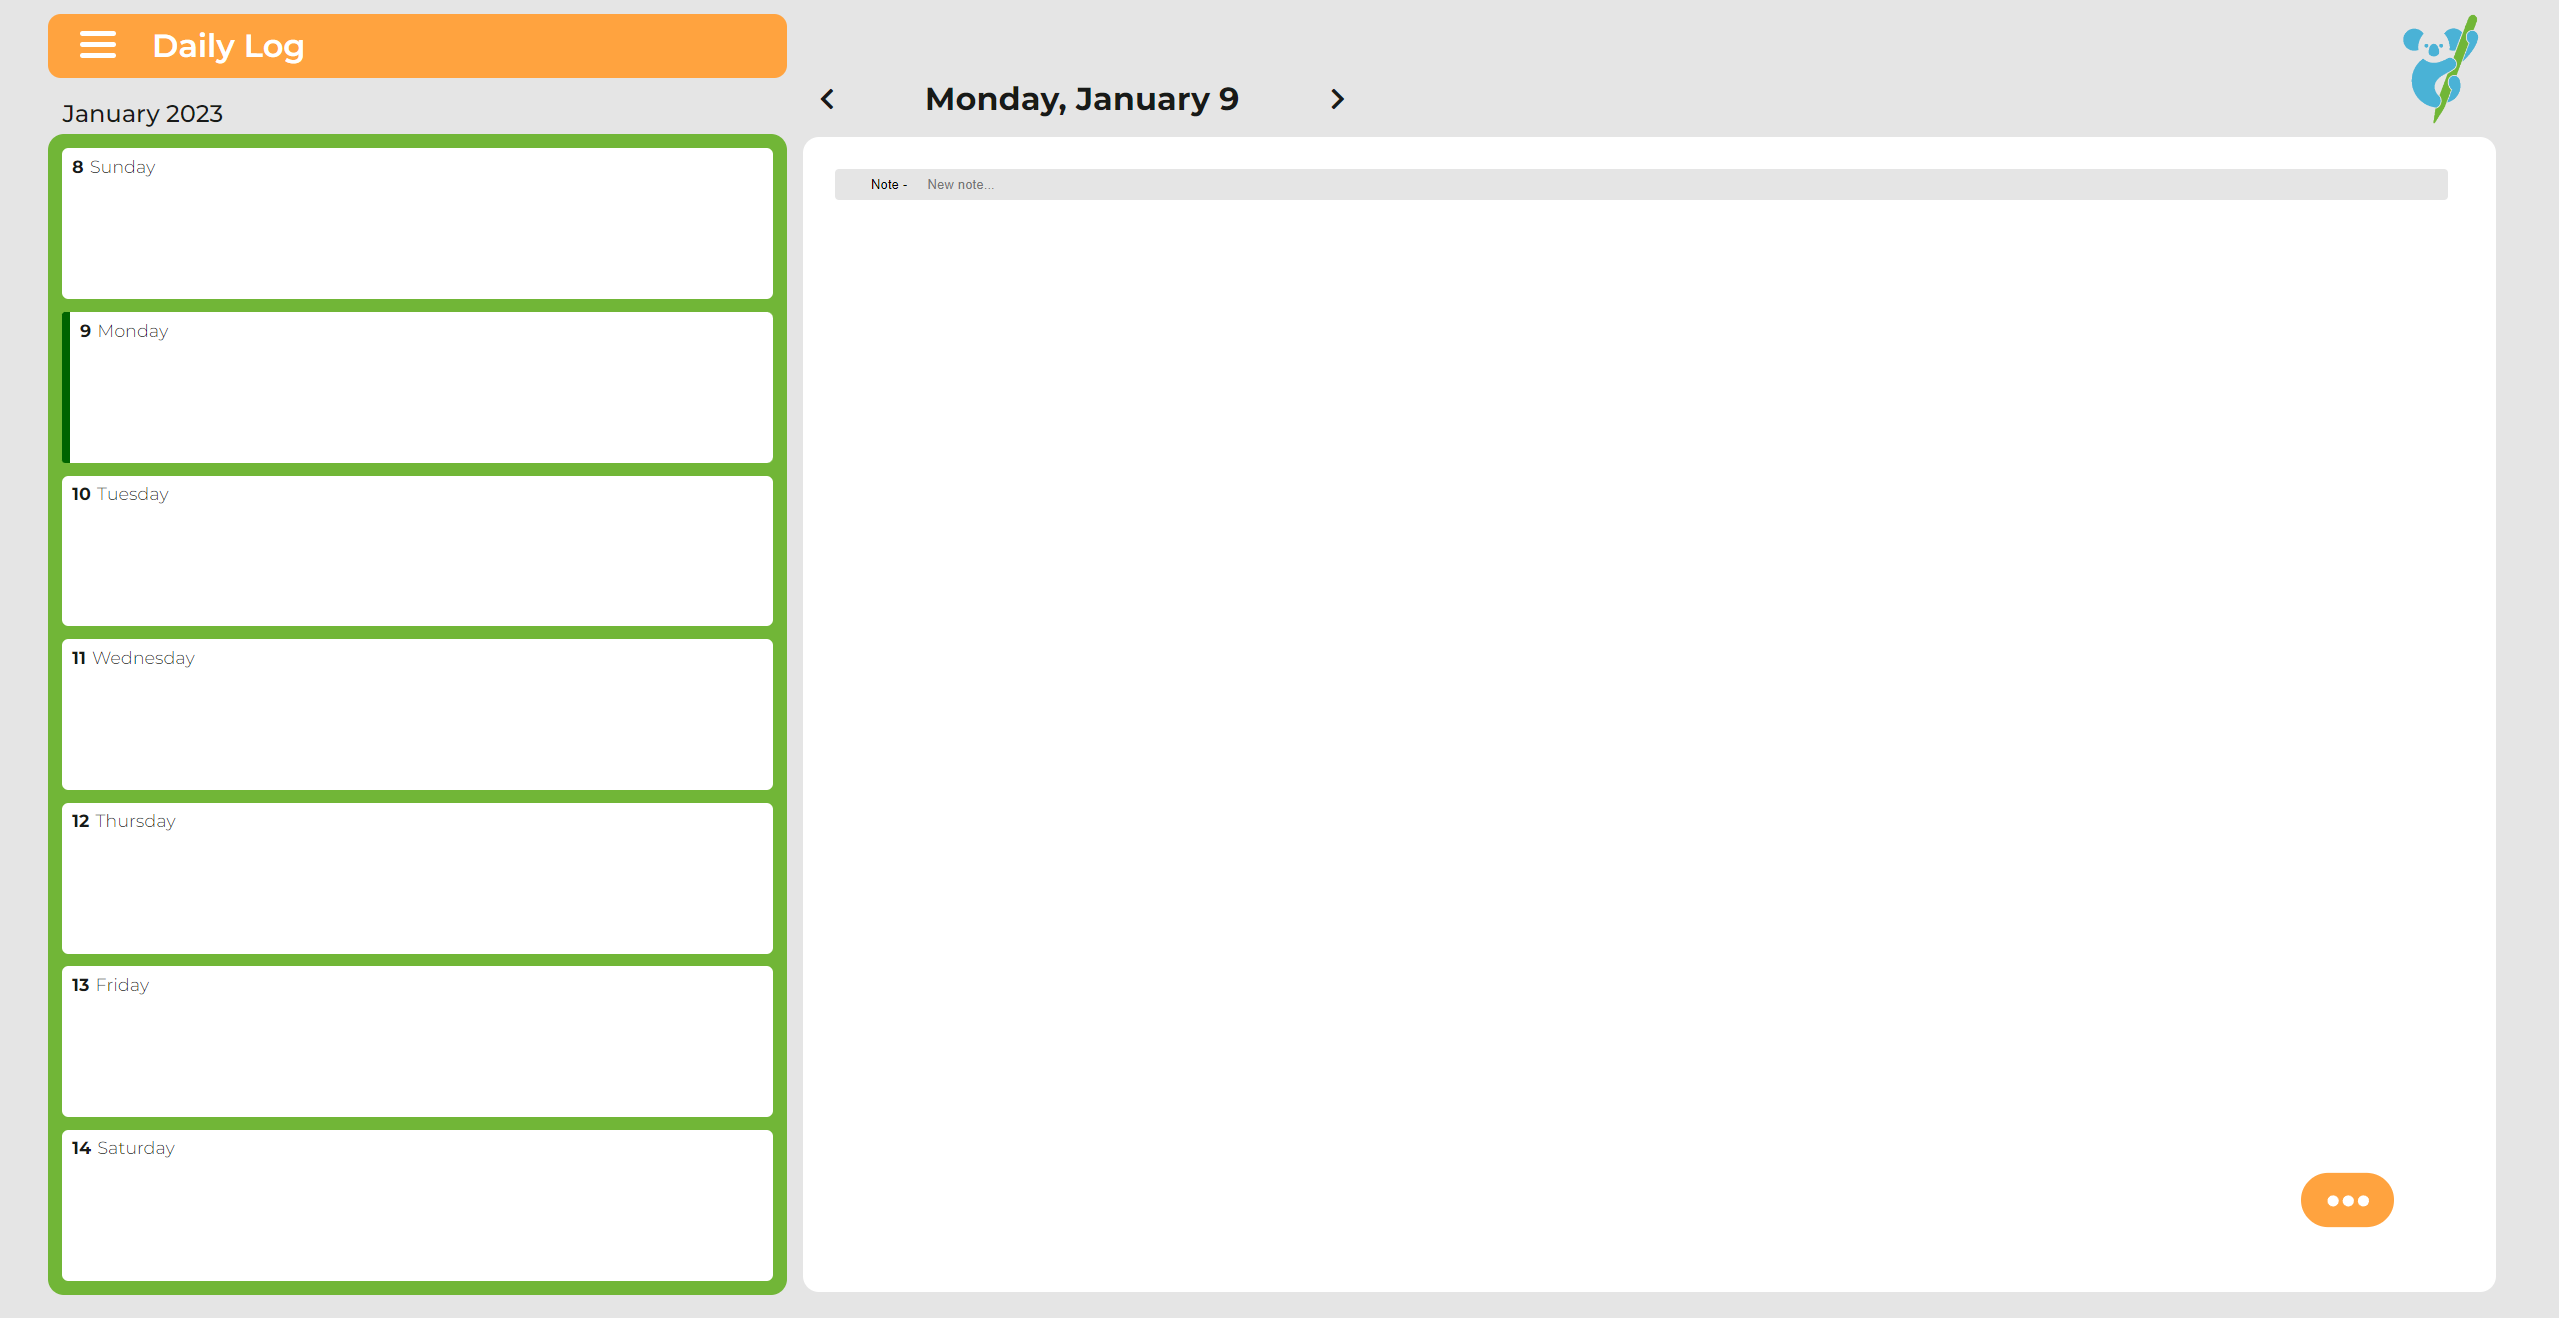 Daily Log
January 2023
8 Sunday
9 Monday
10 Tuesday
11 Wednesday
12 Thursday
13 Friday
14 Saturday
Monday, January 9
Note - New note...